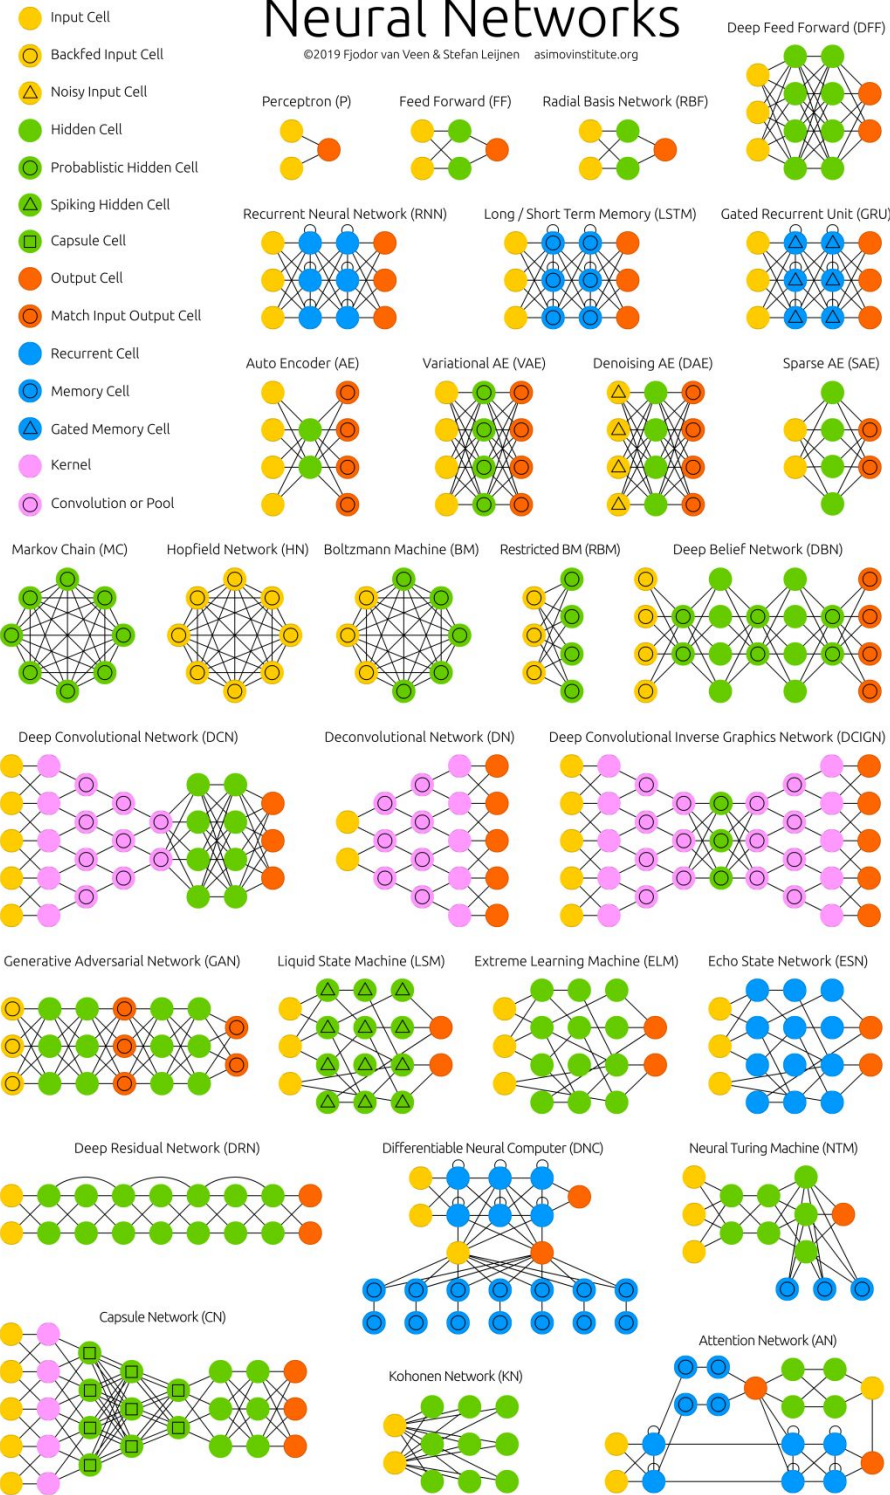 Neural Networks
©2019 Fjodor van Veen & Stefan Leijnen asimovinstitute.org
Input Cell
Backfed Input Cell
Noisy Input Cell
Hidden Cell
Probablistic Hidden Cell
Spiking Hidden Cell
Capsule Cell
Output Cell
Match Input Output Cell
Recurrent Cell
Memory Cell
Gated Memory Cell
Kernel
Convolution or Pool
Deep Feed Forward (DFF)
Perceptron (P)
Feed Forward (FF)
Radial Basis Network (RBF)
Recurrent Neural Network (RNN)
Long / Short Term Memory (LSTM)
Gated Recurrent Unit (GRU)
Auto Encoder (AE)
Variational AE (VAE)
Denoising AE (DAE)
Sparse AE (SAE)
Markov Chain (MC)
Hopfield Network (HN)
Boltzmann Machine (BM)
Restricted BM (RBM)
Deep Belief Network (DBN)
Deep Convolutional Network (DCN)
Deconvolutional Network (DN)
Deep Convolutional Inverse Graphics Network (DCIGN)
Generative Adversarial Network (GAN)
Liquid State Machine (LSM)
Extreme Learning Machine (ELM)
Echo State Network (ESN)
Deep Residual Network (DRN)
Differentiable Neural Computer (DNC)
Neural Turing Machine (NTM)
Capsule Network (CN)
Kohonen Network (KN)
Attention Network (AN)